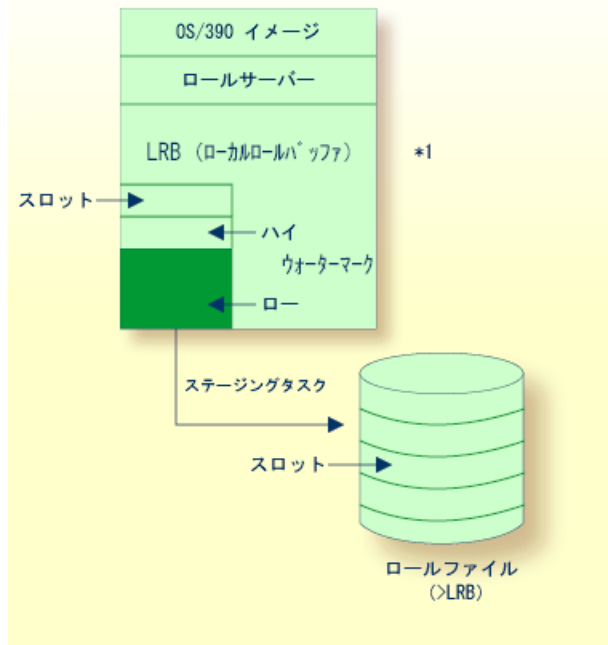 OS/390 イメージ
ロールサーバー
LRB (ローカルロールバッファ) *1
スロット
ハイ
ウォーターマーク
ロー
ステージングタスク
スロット
ロールファイル
(>LRB)